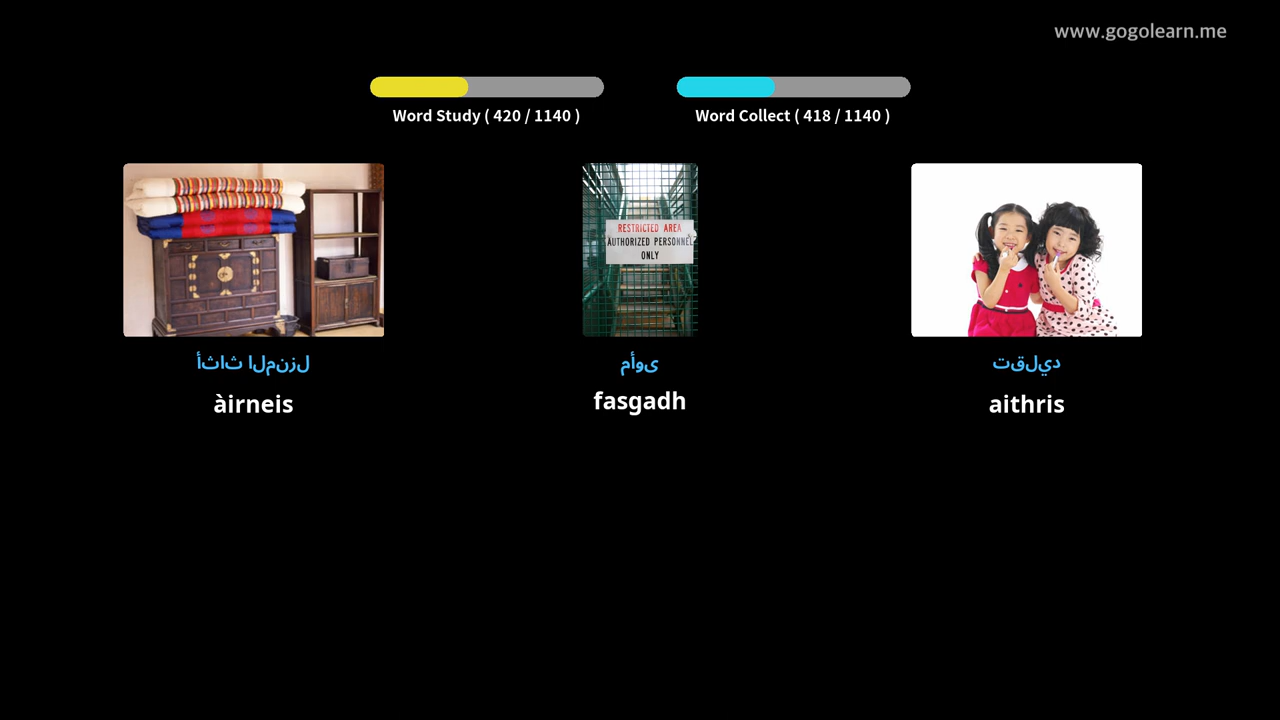 www.gogolearn.me
Word Study ( 420 / 1140 )
Word Collect ( 418 / 1140 )
RESTRICTED AREA
AUTHORIZED PERSONNEL
ONLY
أثاث المنزل
مأوى
تقليد
àirneis
fasgadh
aithris